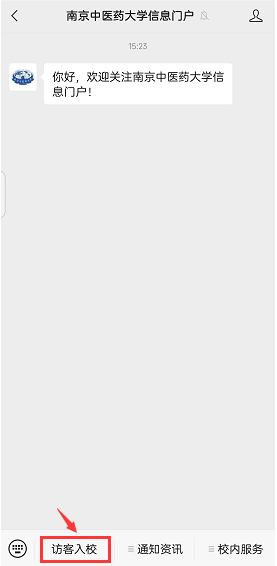 南京中医药大学信息门户
15:23
你好，欢迎关注南京中医药大学信
息门户！
访客入校
通知资讯
校内服务